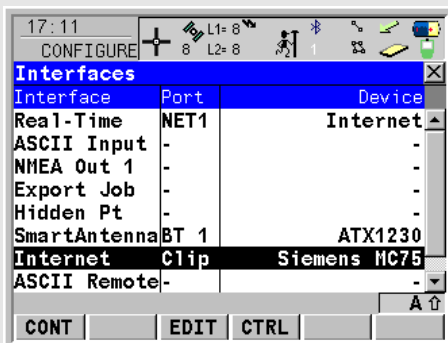 17:11
CONFIGURE
8 L1= 8
L2= 8
1
Interfaces
Interface Port Device
Real-Time NET1 Internet
ASCII Input - -
NMEA Out 1 - -
Export Job - -
Hidden Pt - -
SmartAntenna BT 1 ATX1230
Internet Clip Siemens MC75
ASCII Remote - -
A
CONT EDIT CTRL